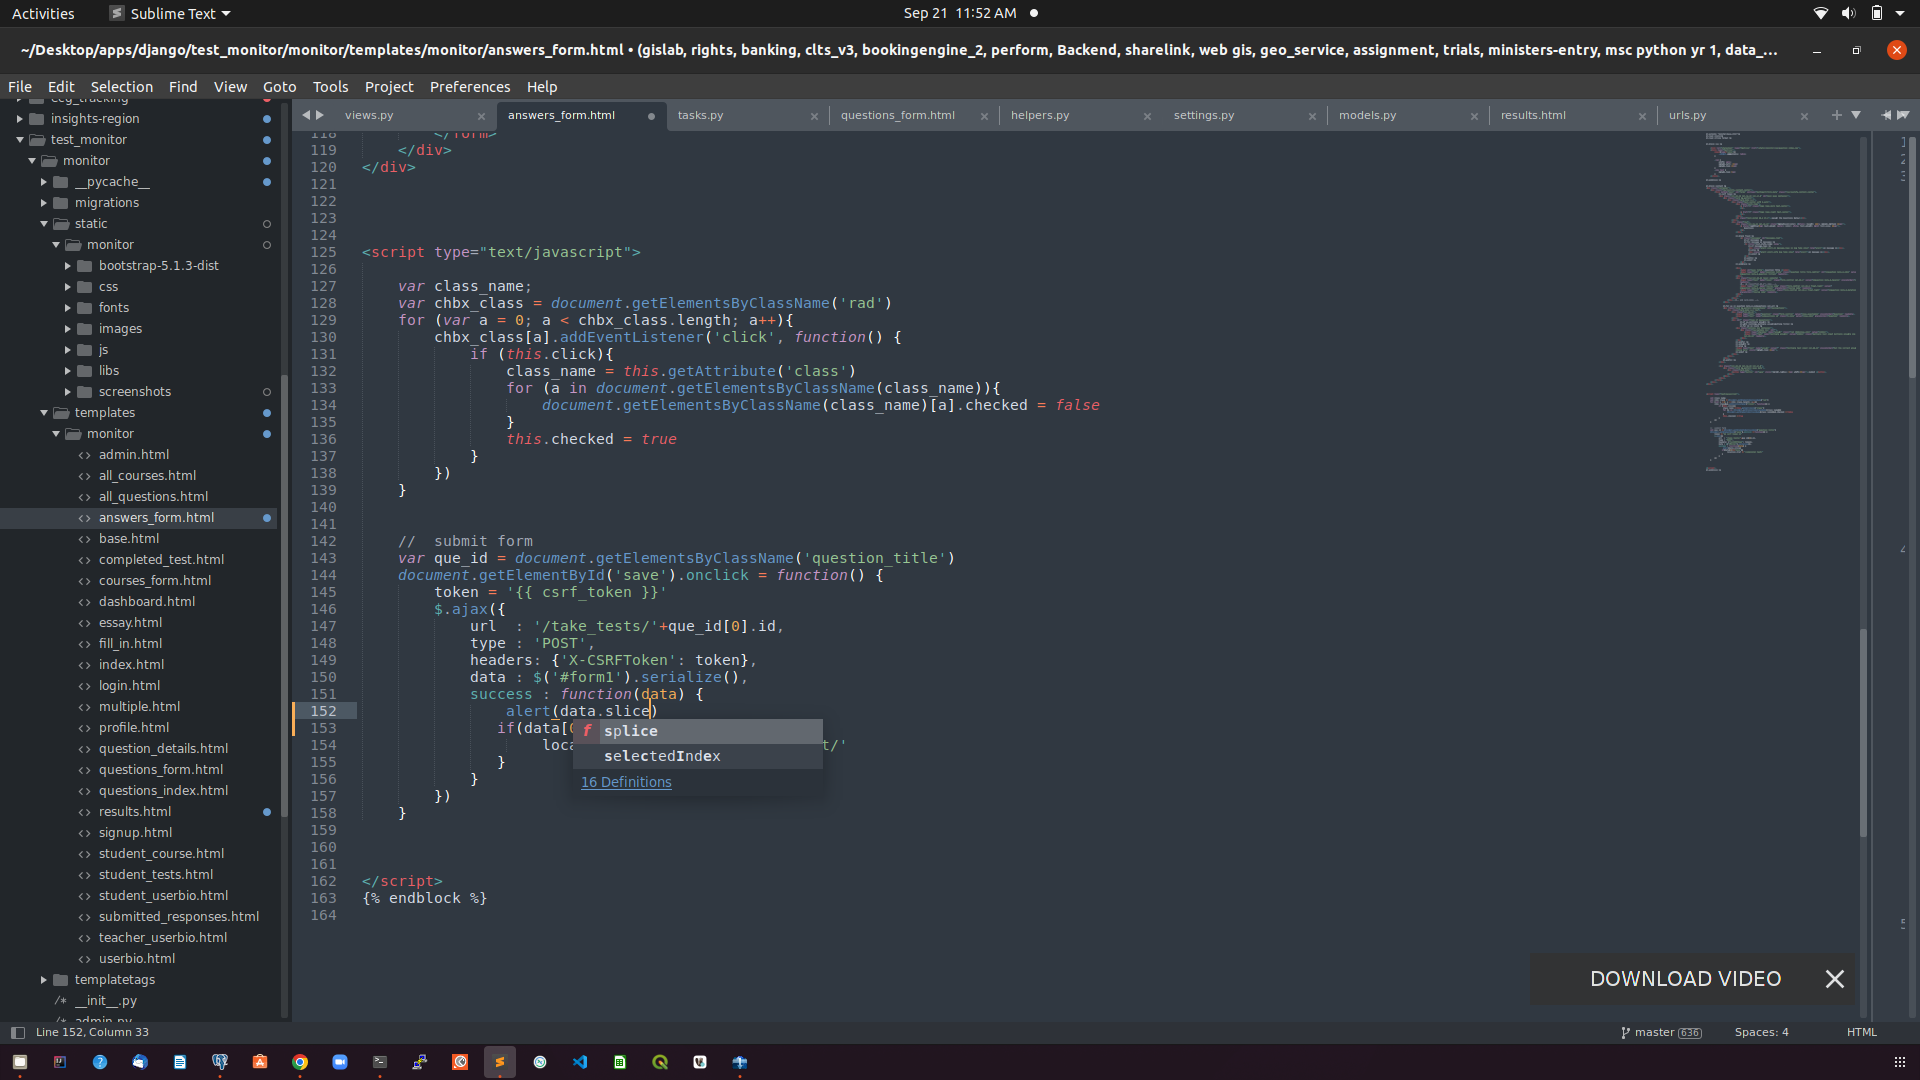 Activities
Sublime Text
Sep 21 11:52 AM
~/Desktop/apps/django/test_monitor/monitor/templates/monitor/answers_form.html • (gislab, rights, banking, clts_v3, bookingengine_2, perform, Backend, sharelink, web gis, geo_service, assignment, trials, ministers-entry, msc python yr 1, data_...
File Edit Selection Find View Goto Tools Project Preferences Help
insights-region
test_monitor
monitor
__pycache__
migrations
static
monitor
bootstrap-5.1.3-dist
css
fonts
images
js
libs
screenshots
templates
monitor
admin.html
all_courses.html
all_questions.html
answers_form.html
base.html
completed_test.html
courses_form.html
dashboard.html
essay.html
fill_in.html
index.html
login.html
multiple.html
profile.html
question_details.html
questions_form.html
questions_index.html
results.html
signup.html
student_course.html
student_tests.html
student_userbio.html
submitted_responses.html
teacher_userbio.html
userbio.html
templatetags
/* __init__.py
/* admin.py
views.py
answers_form.html
tasks.py
questions_form.html
helpers.py
settings.py
models.py
results.html
urls.py
118 </form>
119 </div>
120 </div>
121
122
123
124
125 <script type="text/javascript">
126
127 var class_name;
128 var chbx_class = document.getElementsByClassName('rad')
129 for (var a = 0; a < chbx_class.length; a++){
130 chbx_class[a].addEventListener('click', function() {
131 if (this.click){
132 class_name = this.getAttribute('class')
133 for (a in document.getElementsByClassName(class_name)){
134 document.getElementsByClassName(class_name)[a].checked = false
135 }
136 this.checked = true
137 }
138 })
139 }
140
141
142 // submit form
143 var que_id = document.getElementsByClassName('question_title')
144 document.getElementById('save').onclick = function() {
145 token = '{{ csrf_token }}'
146 $.ajax({
147 url : '/take_tests/'+que_id[0].id,
148 type : 'POST',
149 headers: {'X-CSRFToken': token},
150 data : $('#form1').serialize(),
151 success : function(data) {
152 alert(data.slice)
153 if(data[
154 loca t/'
155 }
156 }
157 })
158 }
159
160
161
162 </script>
163 {% endblock %}
164
f splice
selectedIndex
16 Definitions
DOWNLOAD VIDEO
Line 152, Column 33
master 636
Spaces: 4
HTML